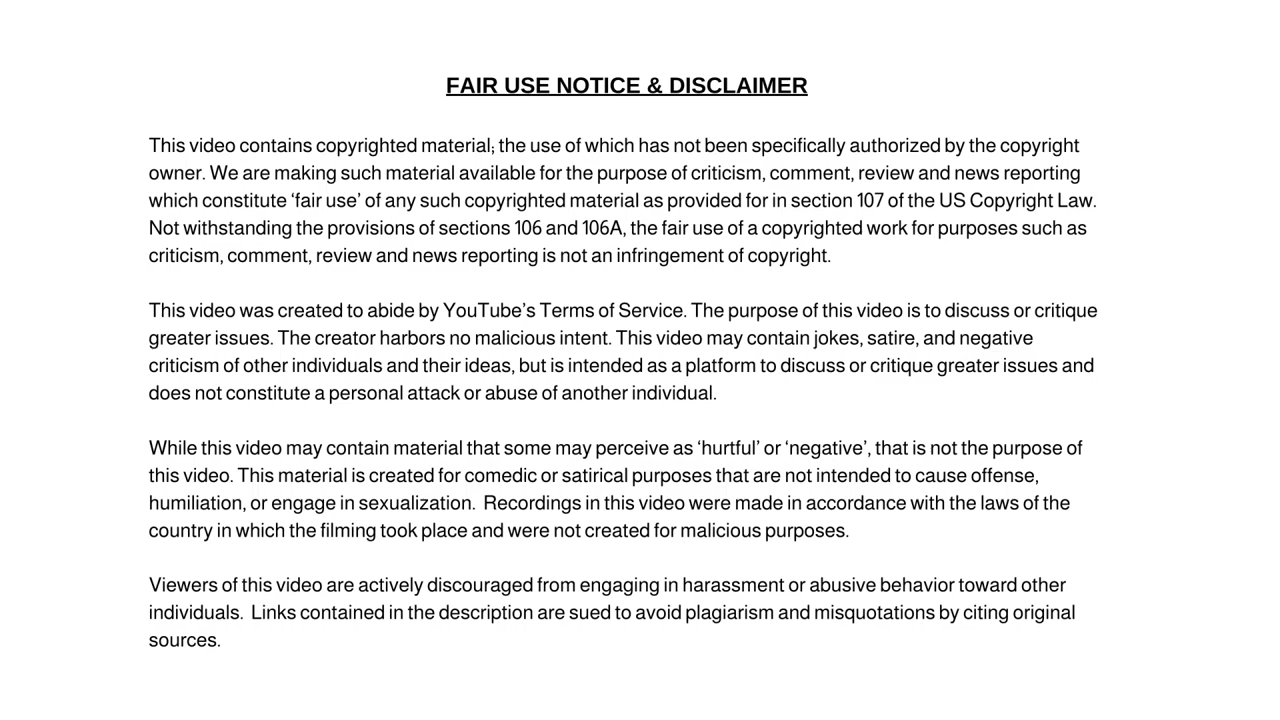 FAIR USE NOTICE & DISCLAIMER
This video contains copyrighted material; the use of which has not been specifically authorized by the copyright
owner. We are making such material available for the purpose of criticism, comment, review and news reporting
which constitute ‘fair use’ of any such copyrighted material as provided for in section 107 of the US Copyright Law.
Not withstanding the provisions of sections 106 and 106A, the fair use of a copyrighted work for purposes such as
criticism, comment, review and news reporting is not an infringement of copyright.
This video was created to abide by YouTube’s Terms of Service. The purpose of this video is to discuss or critique
greater issues. The creator harbors no malicious intent. This video may contain jokes, satire, and negative
criticism of other individuals and their ideas, but is intended as a platform to discuss or critique greater issues and
does not constitute a personal attack or abuse of another individual.
While this video may contain material that some may perceive as ‘hurtful’ or ‘negative’, that is not the purpose of
this video. This material is created for comedic or satirical purposes that are not intended to cause offense,
humiliation, or engage in sexualization.  Recordings in this video were made in accordance with the laws of the
country in which the filming took place and were not created for malicious purposes.
Viewers of this video are actively discouraged from engaging in harassment or abusive behavior toward other
individuals.  Links contained in the description are sued to avoid plagiarism and misquotations by citing original
sources.